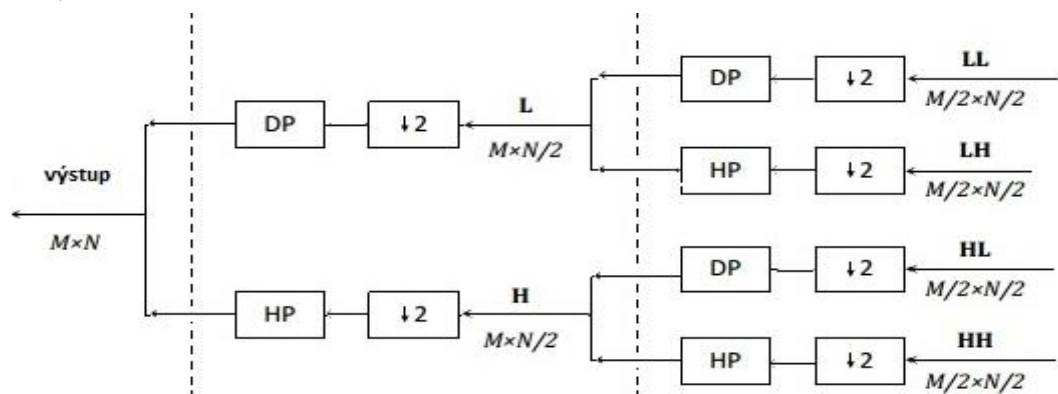 LL
DP
↓2
M/2×N/2
L
DP
↓2
M×N/2
LH
HP
↓2
M/2×N/2
výstup
M×N
HL
DP
↓2
M/2×N/2
H
HP
↓2
M×N/2
HH
HP
↓2
M/2×N/2